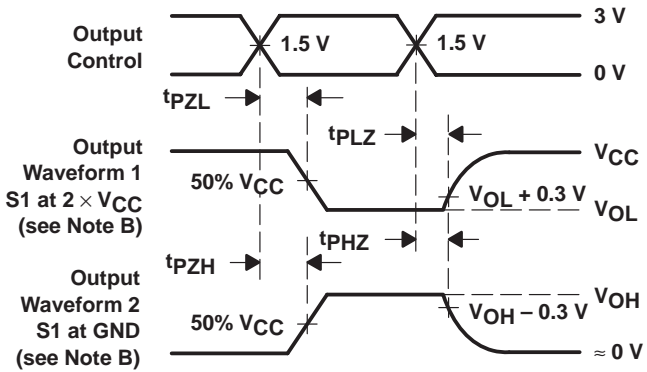 Output
Control
1.5 V
1.5 V
3 V
0 V
tPZL
tPLZ
Output
Waveform 1
S1 at 2 × VCC
(see Note B)
50% VCC
VCC
VOL + 0.3 V
VOL
tPZH
tPHZ
Output
Waveform 2
S1 at GND
(see Note B)
50% VCC
VOH
VOH – 0.3 V
≈ 0 V